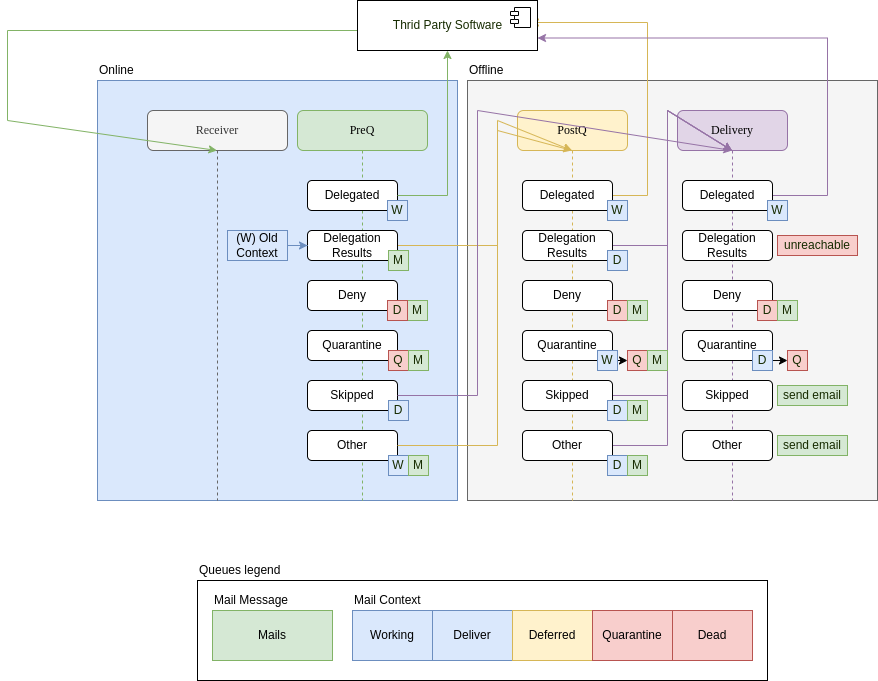 Thrid Party Software
Online
Offline
Receiver
PreQ
PostQ
Delivery
Delegated
W
Delegated
W
Delegated
W
(W) Old
Context
Delegation
Results
M
Delegation
Results
D
Delegation
Results
unreachable
Deny
D M
Deny
D M
Deny
D M
Quarantine
Q M
Quarantine
W Q M
Quarantine
D Q
Skipped
D
Skipped
D M
Skipped
send email
Other
W M
Other
D M
Other
send email
Queues legend
Mail Message
Mail Context
Mails
Working
Deliver
Deferred
Quarantine
Dead